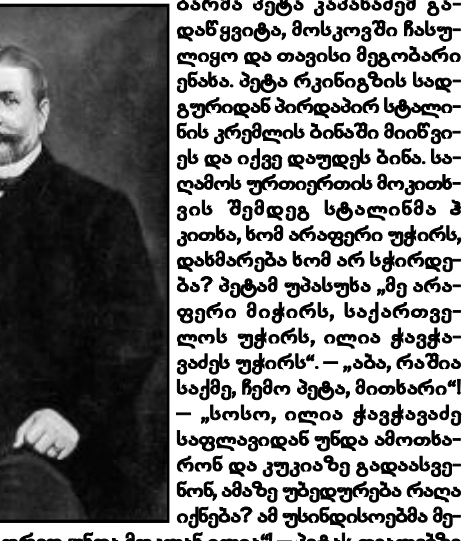 ბარმა პეტა კაპანაძემ გა-
დაწყვიტა, მოსკოვში ჩასუ-
ლიყო და თავისი მეგობარი
ენახა. პეტა რკინიგზის სად-
გურიდან პირდაპირ სტალი-
ნის კრემლის ბინაში მიიწვი-
ეს და იქვე დაუდეს ბინა. სა-
ღამოს ურთიერთის მოკითხ-
ვის შემდეგ სტალინმა ჰ
კითხა, ხომ არაფერი უჭირს,
დახმარება ხომ არ სჭირდე-
ბა? პეტამ უპასუხა „მე არა-
ფერი მიჭირს, საქართვე-
ლოს უჭირს, ილია ჭავჭა-
ვაძეს უჭირს“. — „აბა, რაშია
საქმე, ჩემო პეტა, მითხარი“!
— „სოსო, ილია ჭავჭავაძე
საფლავიდან უნდა ამოთხა-
რონ და კუკიაზე გადაასვე-
ნონ, ამაზე უბედურება რაღა
იქნება? ამ უსინდისოებმა მე-